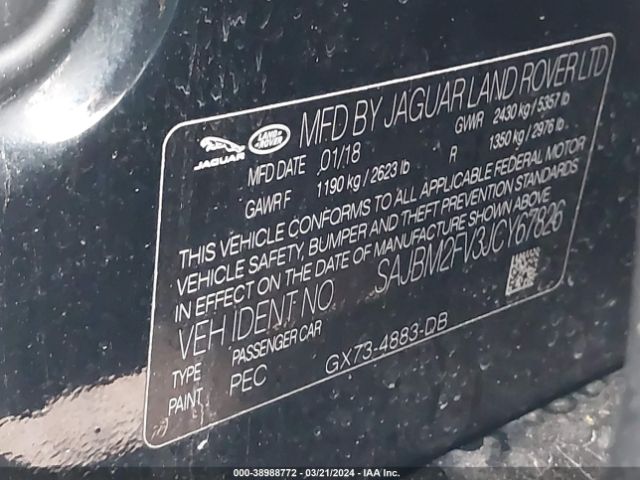 JAGUAR
LAND ROVER
MFD BY JAGUAR LAND ROVER LTD
MFD DATE 01/18 GVWR 2430 kg / 5357 lb
GAWR F 1190 kg / 2623 lb R 1350 kg / 2976 lb
THIS VEHICLE CONFORMS TO ALL APPLICABLE FEDERAL MOTOR
VEHICLE SAFETY, BUMPER AND THEFT PREVENTION STANDARDS
IN EFFECT ON THE DATE OF MANUFACTURE SHOWN ABOVE
VEH IDENT NO. SAJBM2FV3JCY67826
TYPE PASSENGER CAR
PAINT PEC GX73-4883-DB
000-38988772 — 03/21/2024 — IAA Inc.